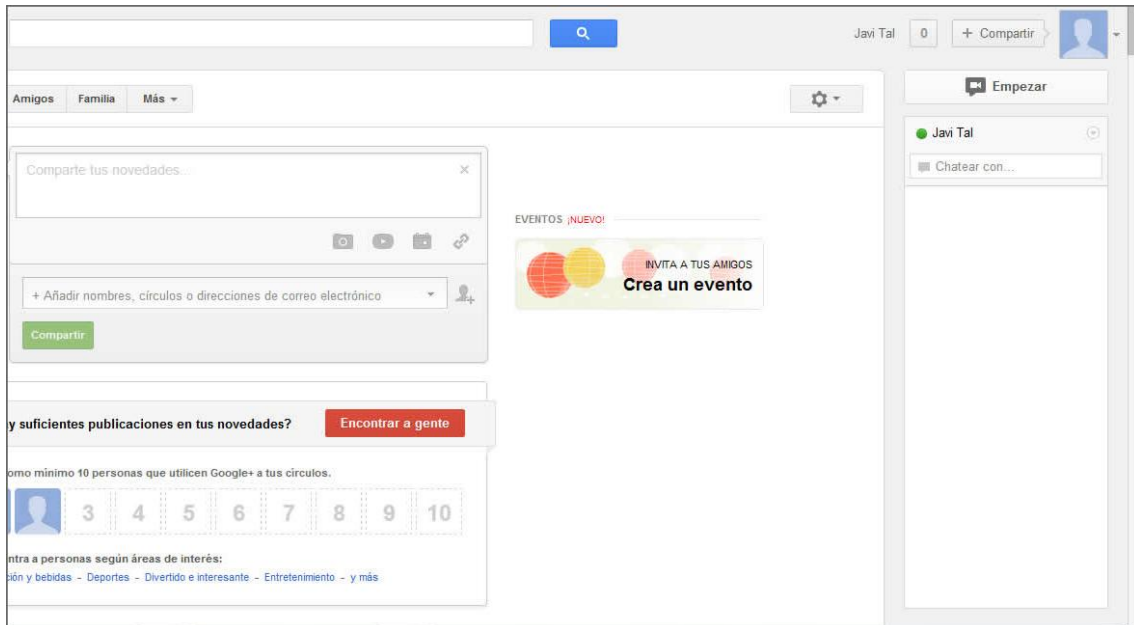 Javi Tal 0 + Compartir
Amigos Familia Más
Empezar
Javi Tal
Chatear con...
Comparte tus novedades...
EVENTOS ¡NUEVO!
INVITA A TUS AMIGOS
Crea un evento
+ Añadir nombres, círculos o direcciones de correo electrónico
Compartir
y suficientes publicaciones en tus novedades? Encontrar a gente
omo mínimo 10 personas que utilicen Google+ a tus círculos.
3 4 5 6 7 8 9 10
ntra a personas según áreas de interés:
ión y bebidas - Deportes - Divertido e interesante - Entretenimiento - y más